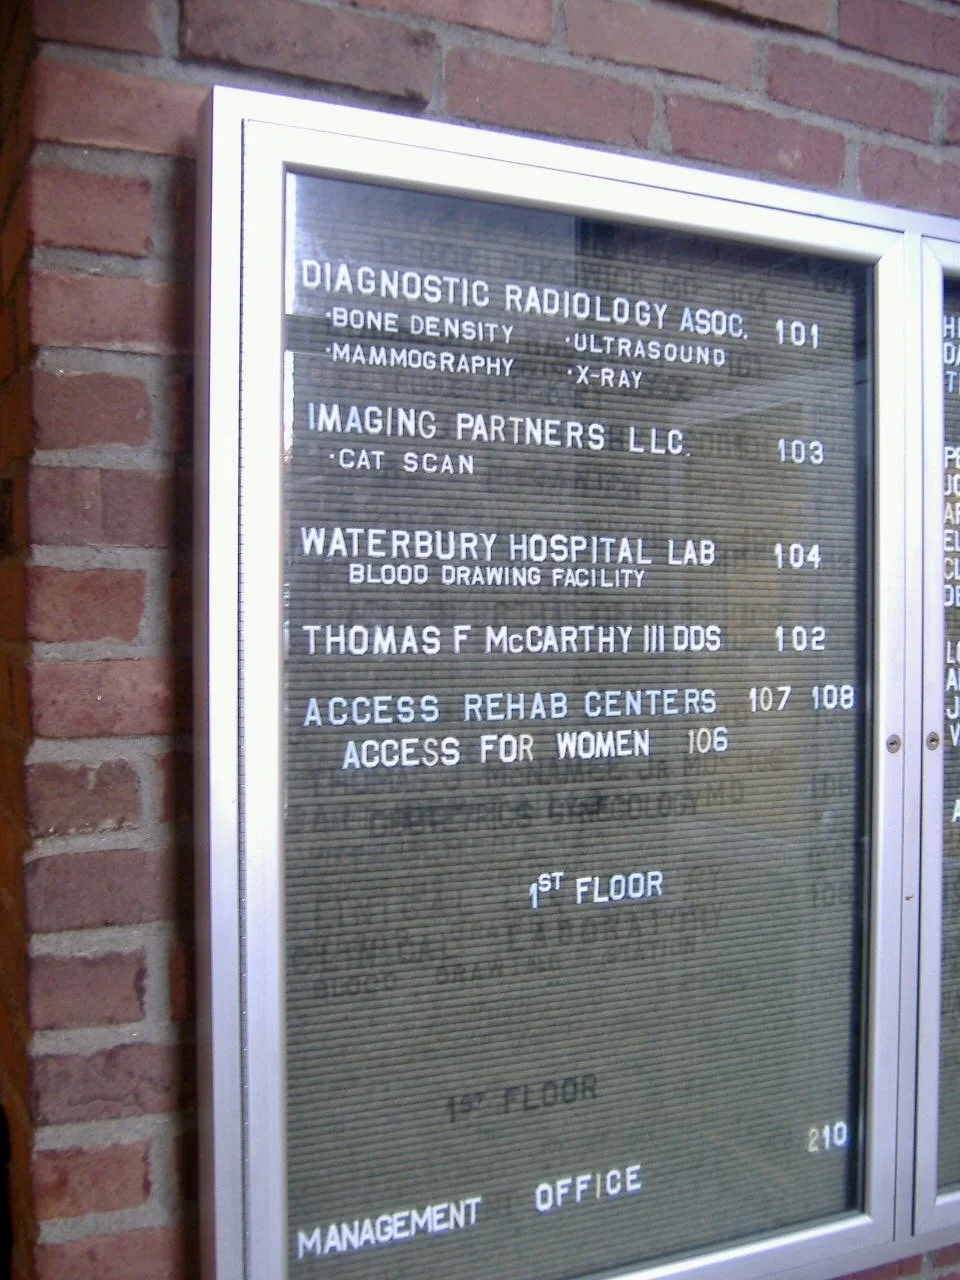 DIAGNOSTIC RADIOLOGY ASOC. 101
·BONE DENSITY ·ULTRASOUND
·MAMMOGRAPHY ·X-RAY
IMAGING PARTNERS LLC. 103
·CAT SCAN
WATERBURY HOSPITAL LAB 104
BLOOD DRAWING FACILITY
THOMAS F McCARTHY III DDS 102
ACCESS REHAB CENTERS 107 108
ACCESS FOR WOMEN 106
1ST FLOOR
1ST FLOOR
210
MANAGEMENT OFFICE